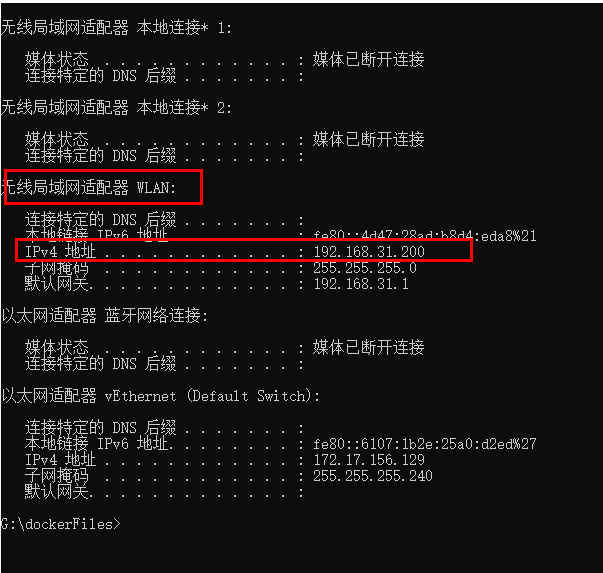 无线局域网适配器 本地连接* 1:
媒体状态 . . . . . . . . . . . . : 媒体已断开连接
连接特定的 DNS 后缀 . . . . . . . :
无线局域网适配器 本地连接* 2:
媒体状态 . . . . . . . . . . . . : 媒体已断开连接
连接特定的 DNS 后缀 . . . . . . . :
无线局域网适配器 WLAN:
连接特定的 DNS 后缀 . . . . . . . :
本地链接 IPv6 地址. . . . . . . . : fe80::4d47:28ad:b8d4:eda8%21
IPv4 地址 . . . . . . . . . . . . : 192.168.31.200
子网掩码 . . . . . . . . . . . . : 255.255.255.0
默认网关. . . . . . . . . . . . . : 192.168.31.1
以太网适配器 蓝牙网络连接:
媒体状态 . . . . . . . . . . . . : 媒体已断开连接
连接特定的 DNS 后缀 . . . . . . . :
以太网适配器 vEthernet (Default Switch):
连接特定的 DNS 后缀 . . . . . . . :
本地链接 IPv6 地址. . . . . . . . : fe80::6107:1b2e:25a0:d2ed%27
IPv4 地址 . . . . . . . . . . . . : 172.17.156.129
子网掩码 . . . . . . . . . . . . : 255.255.255.240
默认网关. . . . . . . . . . . . . :
G:\dockerFiles>